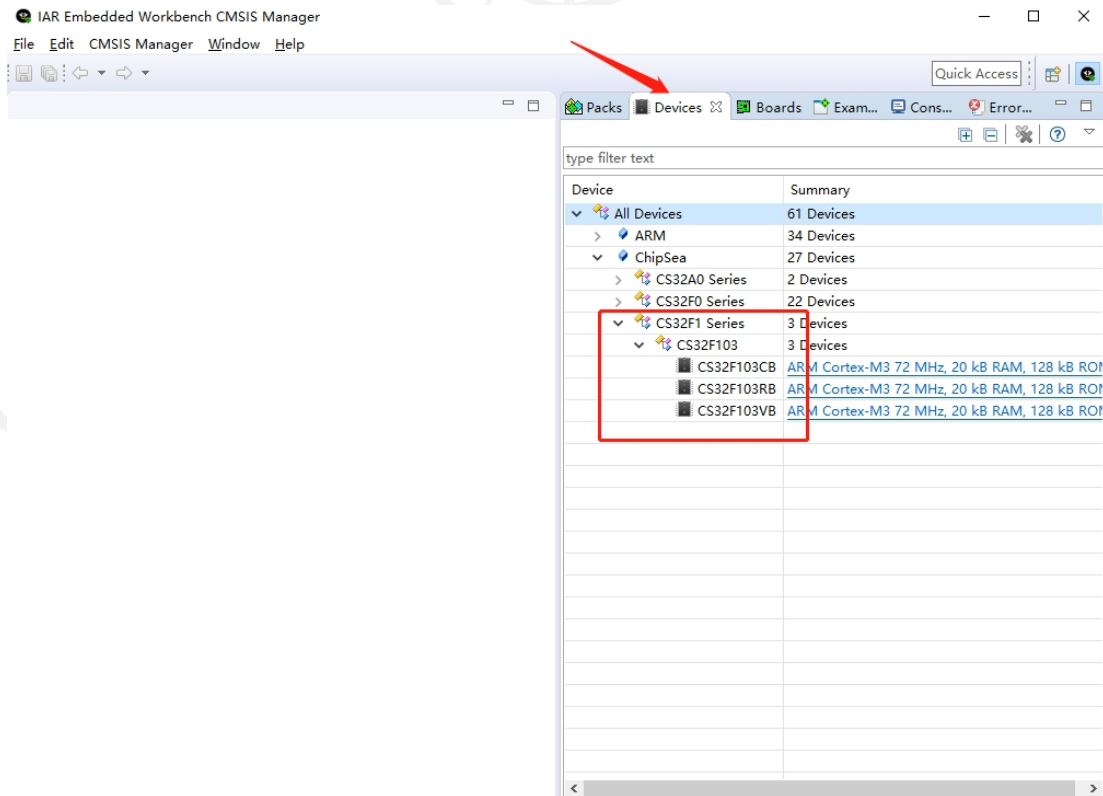 IAR Embedded Workbench CMSIS Manager
File Edit CMSIS Manager Window Help
Quick Access
Packs Devices Boards Exam... Cons... Error...
type filter text
Device Summary
All Devices 61 Devices
ARM 34 Devices
ChipSea 27 Devices
CS32A0 Series 2 Devices
CS32F0 Series 22 Devices
CS32F1 Series 3 Devices
CS32F103 3 Devices
CS32F103CB ARM Cortex-M3 72 MHz, 20 kB RAM, 128 kB RO
CS32F103RB ARM Cortex-M3 72 MHz, 20 kB RAM, 128 kB RO
CS32F103VB ARM Cortex-M3 72 MHz, 20 kB RAM, 128 kB RO